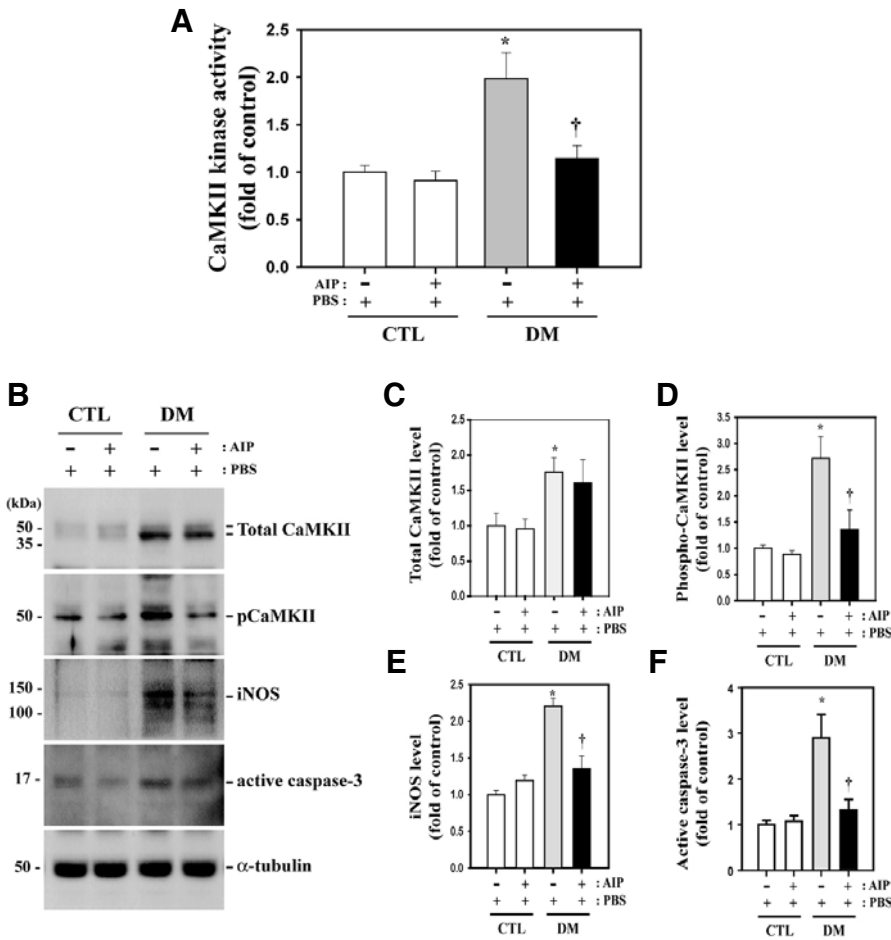 A
CaMKII kinase activity
(fold of control)
2.5
2.0
1.5
1.0
0.5
0.0
*
†
AIP : - + - +
PBS : + + + +
CTL DM
B
CTL DM
- + - + : AIP
+ + + + : PBS
(kDa)
50 -
35 -
Total CaMKII
50 -
pCaMKII
150 -
100 -
iNOS
17 -
active caspase-3
50 -
α-tubulin
C
Total CaMKII level
(fold of control)
2.5
2.0
1.5
1.0
0.5
0.0
*
- + - + : AIP
+ + + + : PBS
CTL DM
D
Phospho-CaMKII level
(fold of control)
3.5
3.0
2.5
2.0
1.5
1.0
0.5
0.0
*
†
- + - + : AIP
+ + + + : PBS
CTL DM
E
iNOS level
(fold of control)
2.5
2.0
1.5
1.0
0.5
0.0
*
†
- + - + : AIP
+ + + + : PBS
CTL DM
F
Active caspase-3 level
(fold of control)
4
3
2
1
0
*
†
- + - + : AIP
+ + + + : PBS
CTL DM